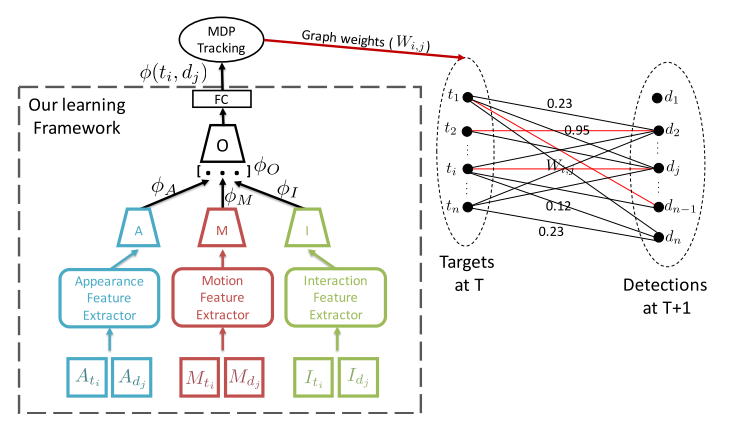 MDP
Tracking
Graph weights ( W_{i,j})
ϕ(t_i, d_j)
FC
Our learning
Framework
O
[• • •] ϕ_O
ϕ_A
ϕ_M
ϕ_I
A
M
I
Appearance
Feature
Extractor
Motion
Feature
Extractor
Interaction
Feature
Extractor
A_{t_i} A_{d_j}
M_{t_i} M_{d_j}
I_{t_i} I_{d_j}
t_1
t_2
t_i
t_n
0.23
0.95
W_{i,j}
0.12
0.23
d_1
d_2
d_j
d_{n-1}
d_n
Targets
at T
Detections
at T+1